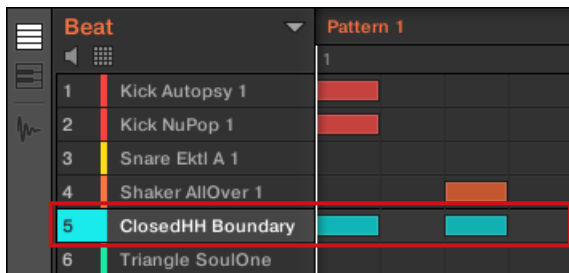 Beat
Pattern 1
1
1 Kick Autopsy 1
2 Kick NuPop 1
3 Snare Ektl A 1
4 Shaker AllOver 1
5 ClosedHH Boundary
6 Triangle SoulOne